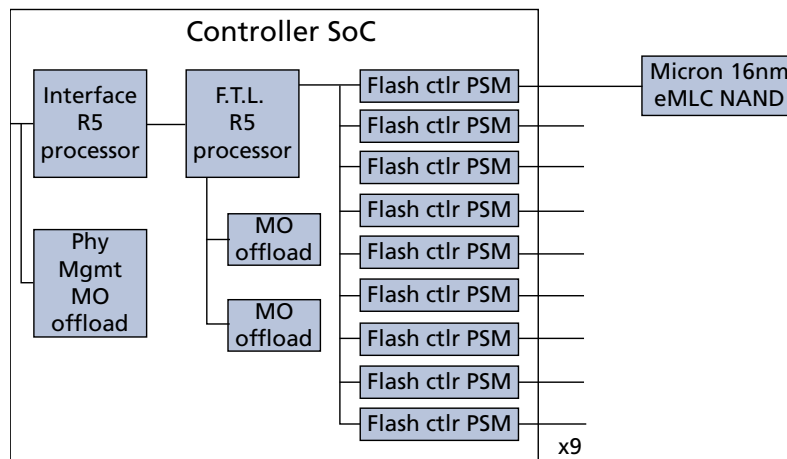 Controller SoC
Interface
R5
processor
F.T.L.
R5
processor
Phy
Mgmt
MO
offload
MO
offload
MO
offload
Flash ctlr PSM
Flash ctlr PSM
Flash ctlr PSM
Flash ctlr PSM
Flash ctlr PSM
Flash ctlr PSM
Flash ctlr PSM
Flash ctlr PSM
Flash ctlr PSM
Micron 16nm
eMLC NAND
x9